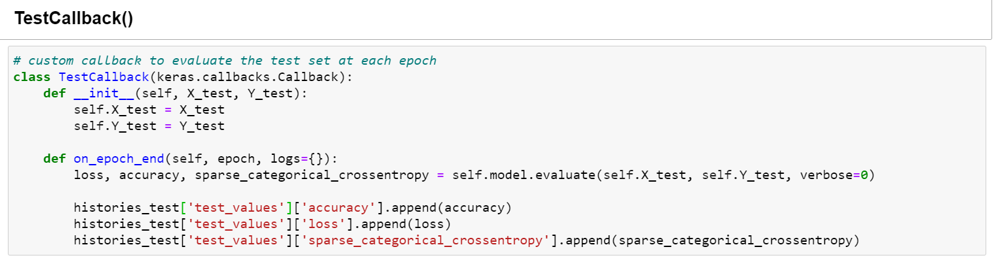 TestCallback()
# custom callback to evaluate the test set at each epoch
class TestCallback(keras.callbacks.Callback):
    def __init__(self, X_test, Y_test):
        self.X_test = X_test
        self.Y_test = Y_test
    def on_epoch_end(self, epoch, logs={}):
        loss, accuracy, sparse_categorical_crossentropy = self.model.evaluate(self.X_test, self.Y_test, verbose=0)
        histories_test['test_values']['accuracy'].append(accuracy)
        histories_test['test_values']['loss'].append(loss)
        histories_test['test_values']['sparse_categorical_crossentropy'].append(sparse_categorical_crossentropy)